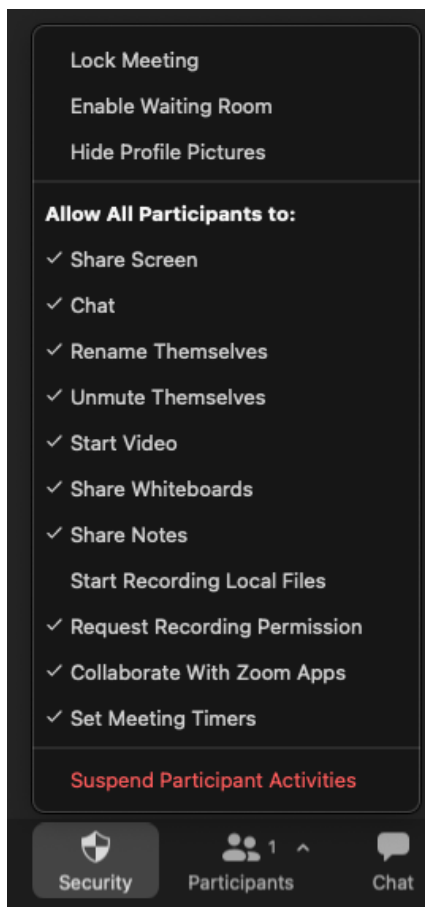 Lock Meeting
Enable Waiting Room
Hide Profile Pictures
Allow All Participants to:
✓ Share Screen
✓ Chat
✓ Rename Themselves
✓ Unmute Themselves
✓ Start Video
✓ Share Whiteboards
✓ Share Notes
Start Recording Local Files
✓ Request Recording Permission
✓ Collaborate With Zoom Apps
✓ Set Meeting Timers
Suspend Participant Activities
1
Security Participants Chat